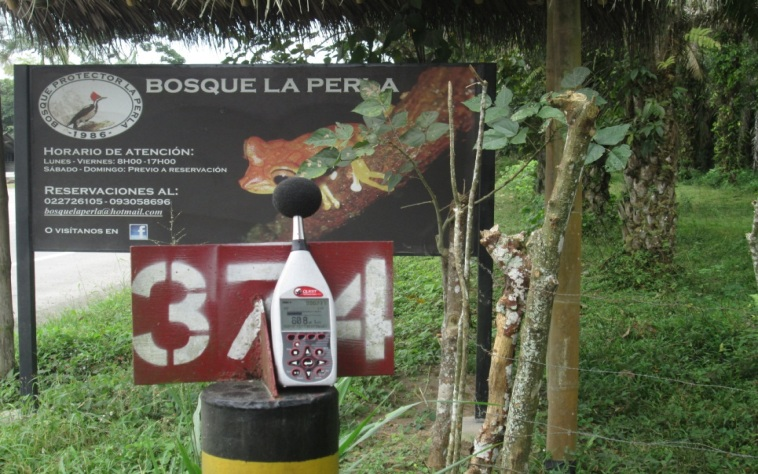 BOSQUE PROTECTOR LA PERLA
-1986-
BOSQUE LA PERLA
HORARIO DE ATENCIÓN:
LUNES - VIERNES: 8H00 -17H00
SÁBADO - DOMINGO: PREVIO A RESERVACIÓN
RESERVACIONES AL:
022726105 - 093058696
bosquelaperla@hotmail.com
O VISÍTANOS EN f
374
QUEST